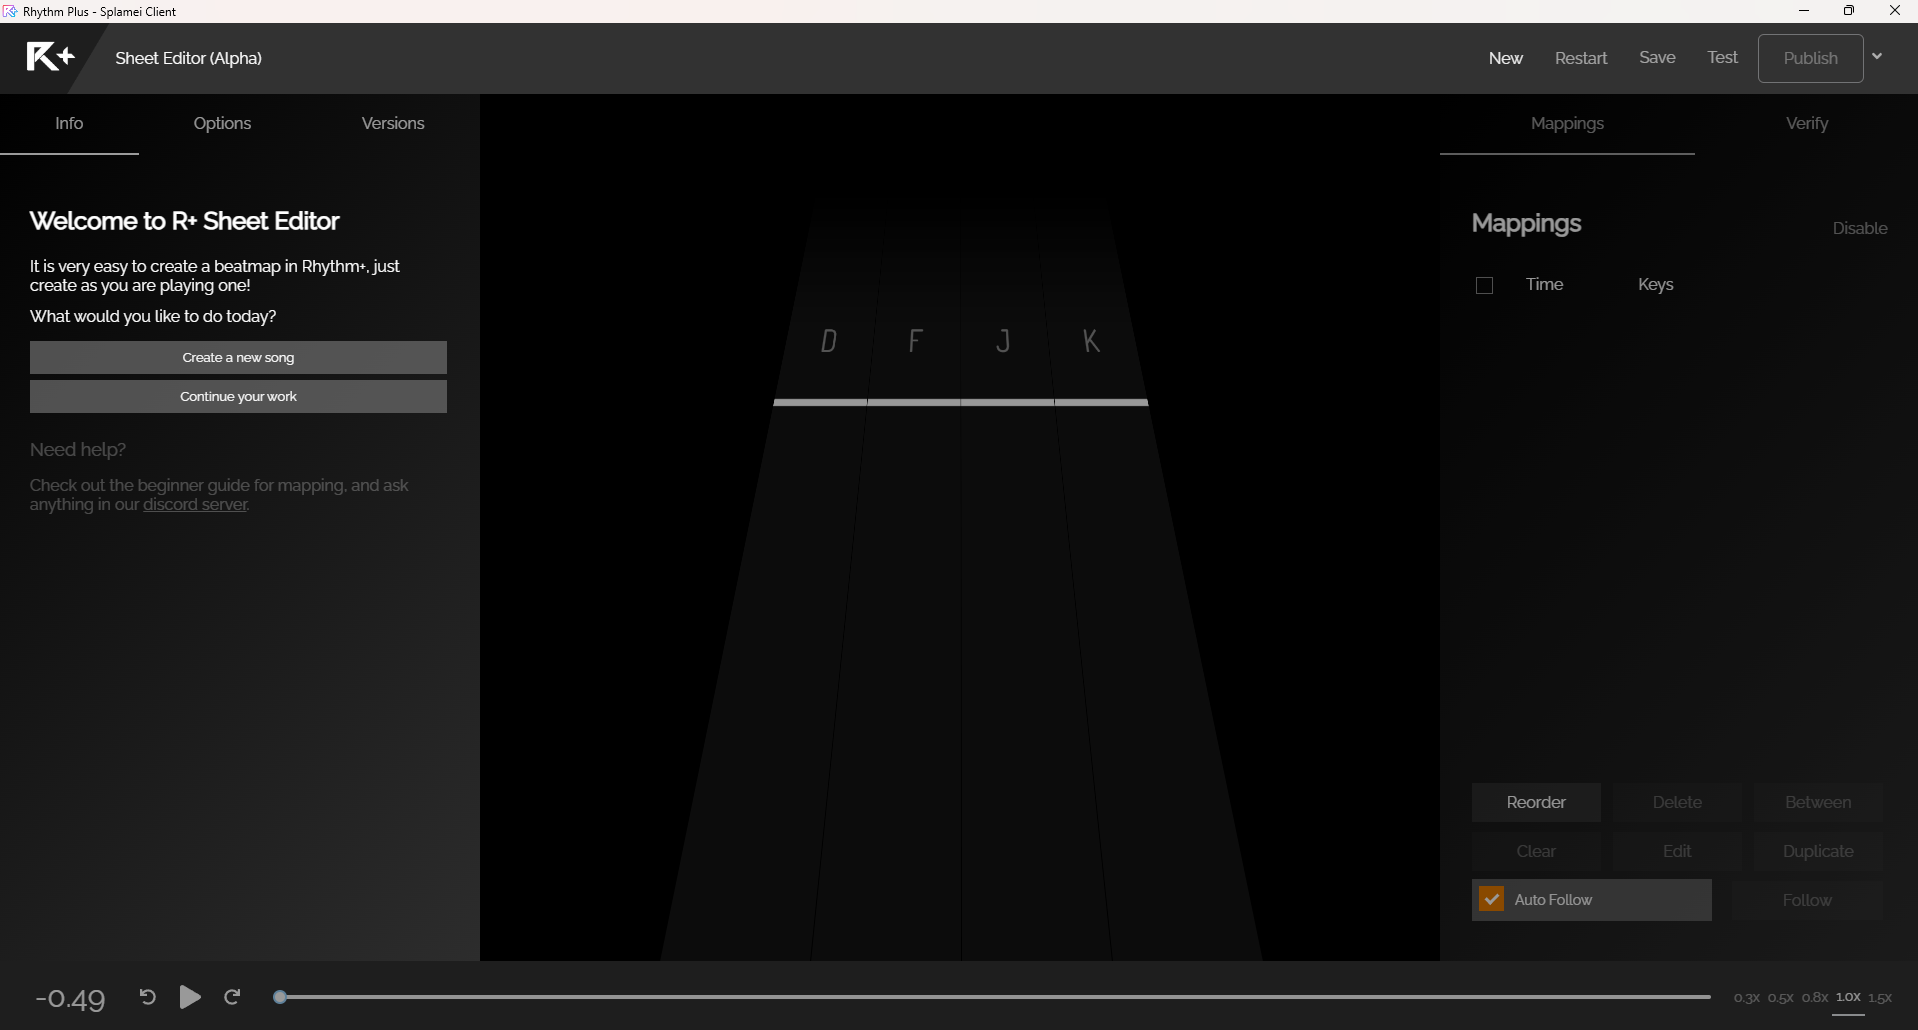 Rhythm Plus - Splamei Client
R+
Sheet Editor (Alpha)
New
Restart
Save
Test
Publish
Info
Options
Versions
Mappings
Verify
Welcome to R+ Sheet Editor
It is very easy to create a beatmap in Rhythm+, just
create as you are playing one!
What would you like to do today?
Create a new song
Continue your work
Need help?
Check out the beginner guide for mapping, and ask
anything in our discord server.
D F J K
Mappings
Disable
Time
Keys
Reorder
Delete
Between
Clear
Edit
Duplicate
Auto Follow
Follow
-0.49
0.3X 0.5X 0.8X 1.0X 1.5X